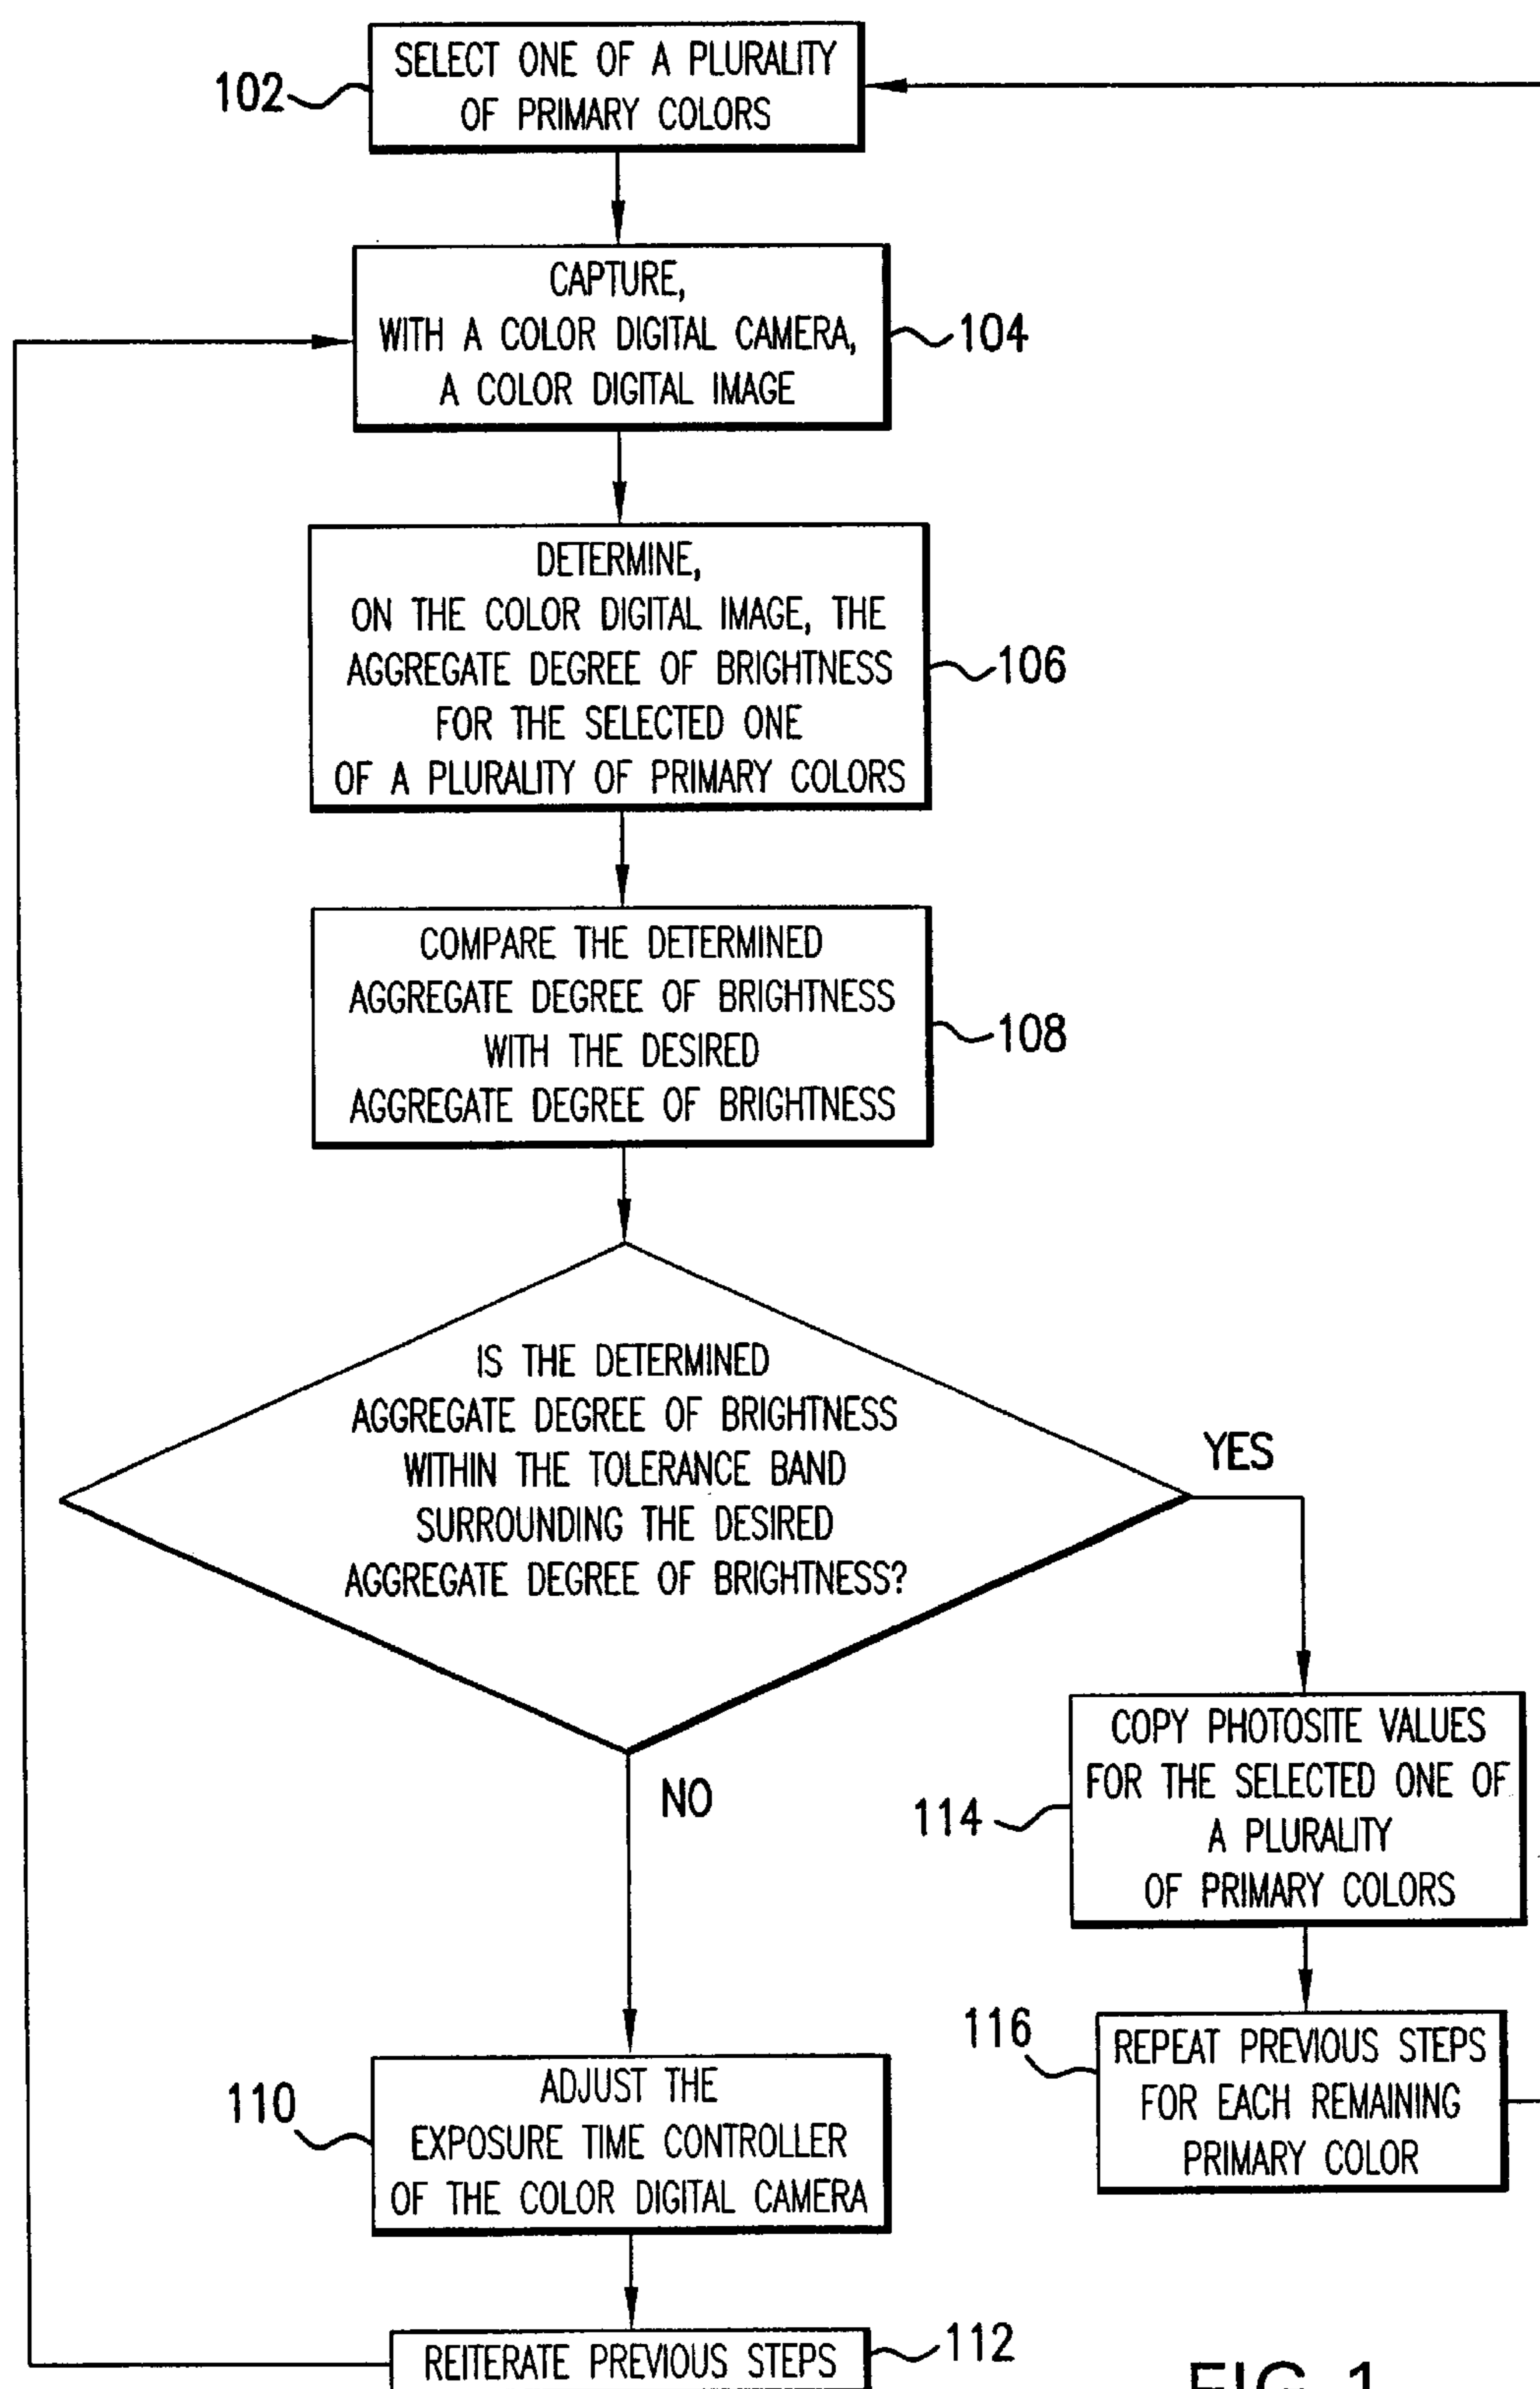 SELECT ONE OF A PLURALITY
OF PRIMARY COLORS
102
CAPTURE,
WITH A COLOR DIGITAL CAMERA,
A COLOR DIGITAL IMAGE
104
DETERMINE,
ON THE COLOR DIGITAL IMAGE, THE
AGGREGATE DEGREE OF BRIGHTNESS
FOR THE SELECTED ONE
OF A PLURALITY OF PRIMARY COLORS
106
COMPARE THE DETERMINED
AGGREGATE DEGREE OF BRIGHTNESS
WITH THE DESIRED
AGGREGATE DEGREE OF BRIGHTNESS
108
IS THE DETERMINED
AGGREGATE DEGREE OF BRIGHTNESS
WITHIN THE TOLERANCE BAND
SURROUNDING THE DESIRED
AGGREGATE DEGREE OF BRIGHTNESS?
YES
NO
COPY PHOTOSITE VALUES
FOR THE SELECTED ONE OF
A PLURALITY
OF PRIMARY COLORS
114
116
REPEAT PREVIOUS STEPS
FOR EACH REMAINING
PRIMARY COLOR
110
ADJUST THE
EXPOSURE TIME CONTROLLER
OF THE COLOR DIGITAL CAMERA
REITERATE PREVIOUS STEPS
112
FIG. 1